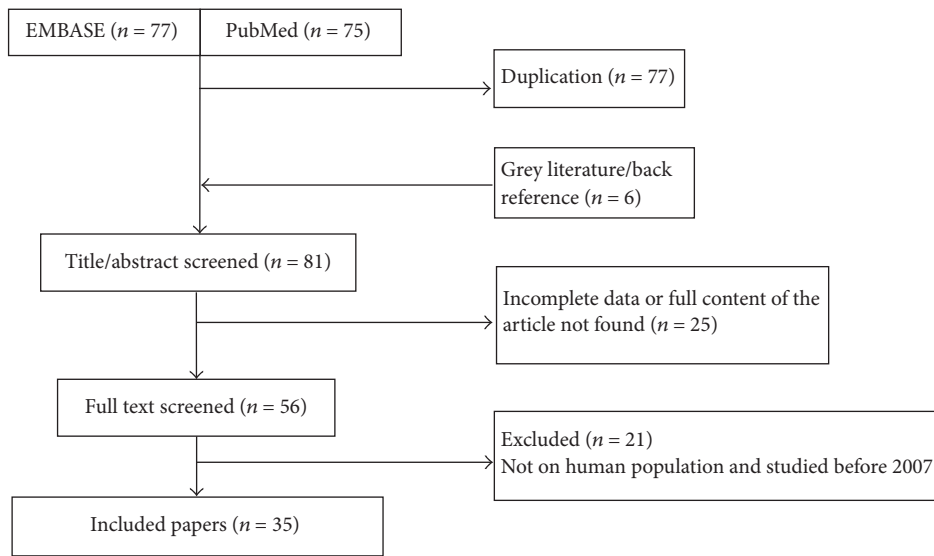 EMBASE (n = 77)
PubMed (n = 75)
Duplication (n = 77)
Grey literature/back
reference (n = 6)
Title/abstract screened (n = 81)
Incomplete data or full content of the
article not found (n = 25)
Full text screened (n = 56)
Excluded (n = 21)
Not on human population and studied before 2007
Included papers (n = 35)